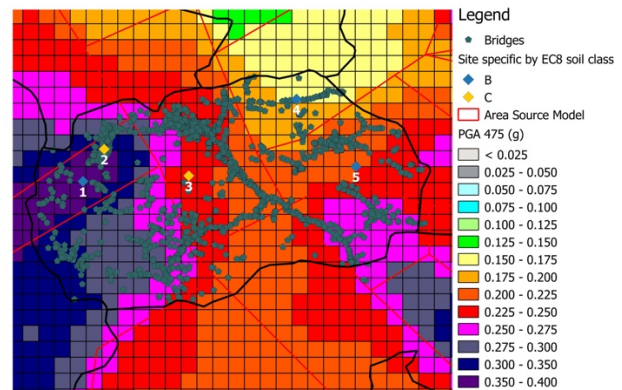 Legend
Bridges
Site specific by EC8 soil class
B
C
Area Source Model
PGA 475 (g)
< 0.025
0.025 - 0.050
0.050 - 0.075
0.075 - 0.100
0.100 - 0.125
0.125 - 0.150
0.150 - 0.175
0.175 - 0.200
0.200 - 0.225
0.225 - 0.250
0.250 - 0.275
0.275 - 0.300
0.300 - 0.350
0.350 - 0.400
4
2
1
3
5